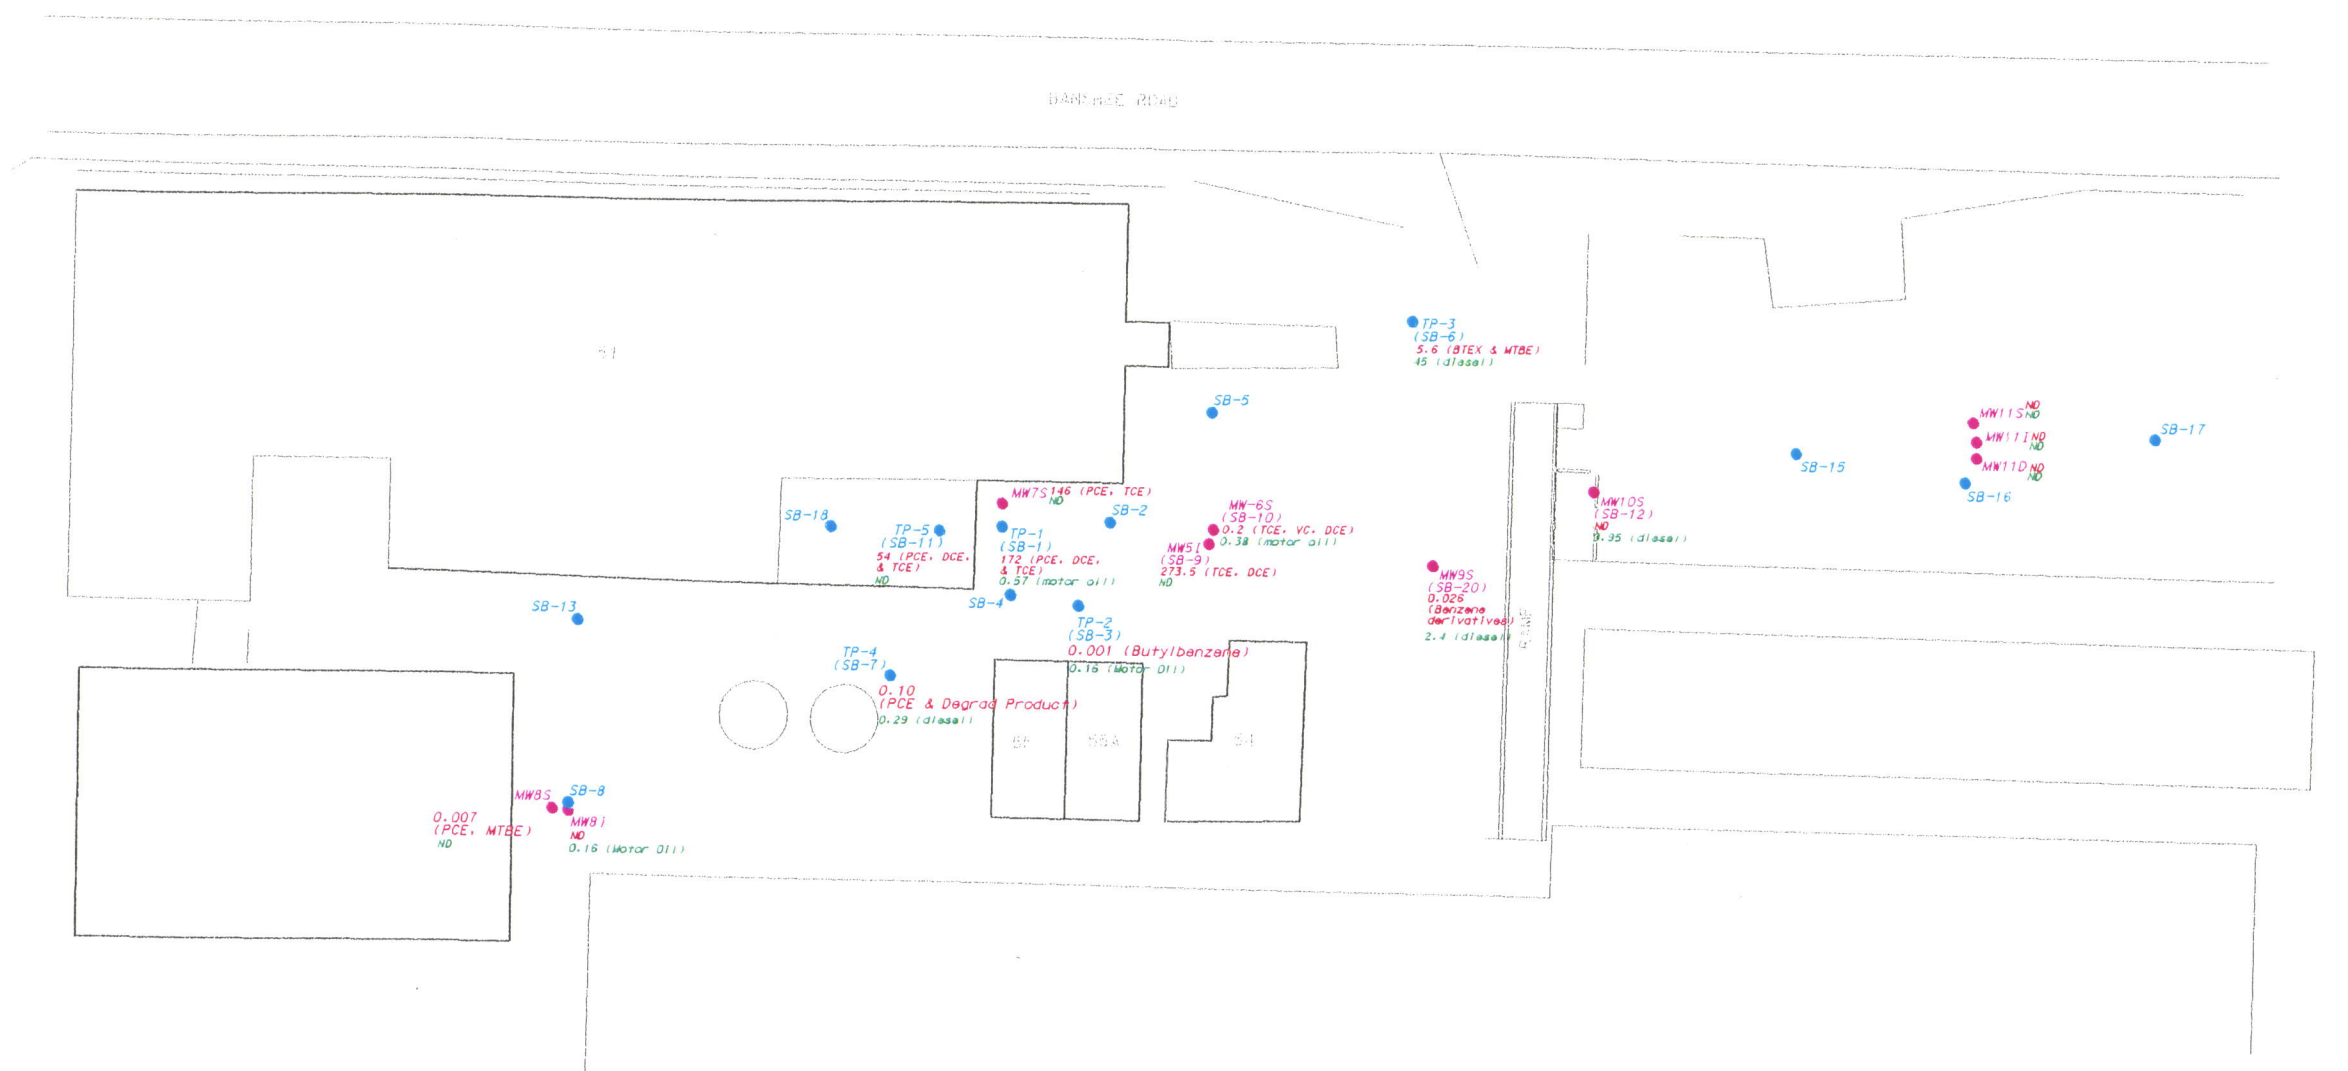 ROAD
TP-3
(SB-6)
5.6 (BTEX & MTBE)
45 (diesel)
SB-5
ND
MW11S ND
MW11I ND
ND
MW11D ND
ND
SB-16
SB-15
SB-17
MW7S 146 (PCE, TCE)
ND
SB-18
TP-5
(SB-11)
54 (PCE, DCE,
& TCE)
ND
TP-1
(SB-1)
172 (PCE, DCE,
& TCE)
0.57 (motor oil)
SB-2
MW-6S
(SB-10)
0.2 (TCE, VC, DCE)
0.38 (motor oil)
MW5I
(SB-9)
273.5 (TCE, DCE)
ND
MW10S
(SB-12)
ND
(diesel)
MW9S
(SB-20)
0.026
(Benzene
derivatives)
2.4 (diesel)
SB-4
SB-13
TP-2
(SB-3)
0.001 (Butylbenzene)
0.16 (Motor Oil)
TP-4
(SB-7)
0.10
(PCE & Degrad Product)
0.29 (diesel)
MW8S
SB-8
0.007
(PCE, MTBE)
ND
MW8i
ND
0.16 (Motor Oil)